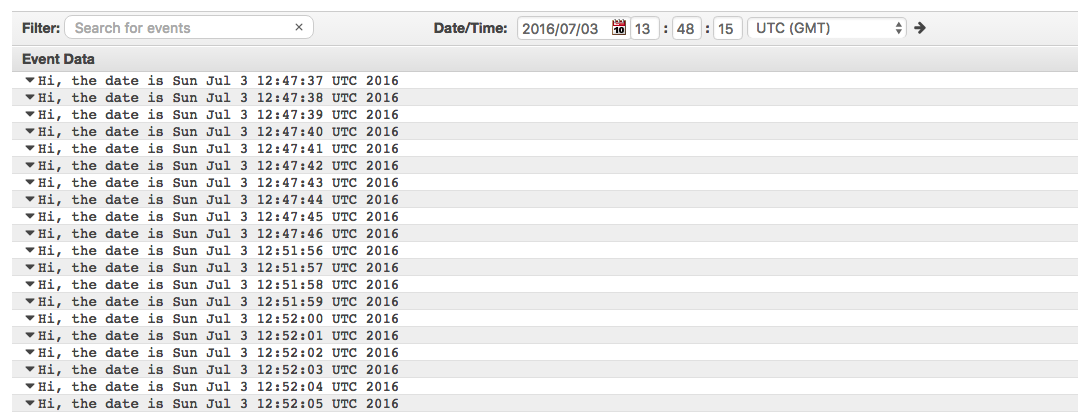 Filter: Search for events × Date/Time: 2016/07/03 10 13 : 48 : 15 UTC (GMT)
Event Data
Hi, the date is Sun Jul 3 12:47:37 UTC 2016
Hi, the date is Sun Jul 3 12:47:38 UTC 2016
Hi, the date is Sun Jul 3 12:47:39 UTC 2016
Hi, the date is Sun Jul 3 12:47:40 UTC 2016
Hi, the date is Sun Jul 3 12:47:41 UTC 2016
Hi, the date is Sun Jul 3 12:47:42 UTC 2016
Hi, the date is Sun Jul 3 12:47:43 UTC 2016
Hi, the date is Sun Jul 3 12:47:44 UTC 2016
Hi, the date is Sun Jul 3 12:47:45 UTC 2016
Hi, the date is Sun Jul 3 12:47:46 UTC 2016
Hi, the date is Sun Jul 3 12:51:56 UTC 2016
Hi, the date is Sun Jul 3 12:51:57 UTC 2016
Hi, the date is Sun Jul 3 12:51:58 UTC 2016
Hi, the date is Sun Jul 3 12:51:59 UTC 2016
Hi, the date is Sun Jul 3 12:52:00 UTC 2016
Hi, the date is Sun Jul 3 12:52:01 UTC 2016
Hi, the date is Sun Jul 3 12:52:02 UTC 2016
Hi, the date is Sun Jul 3 12:52:03 UTC 2016
Hi, the date is Sun Jul 3 12:52:04 UTC 2016
Hi, the date is Sun Jul 3 12:52:05 UTC 2016